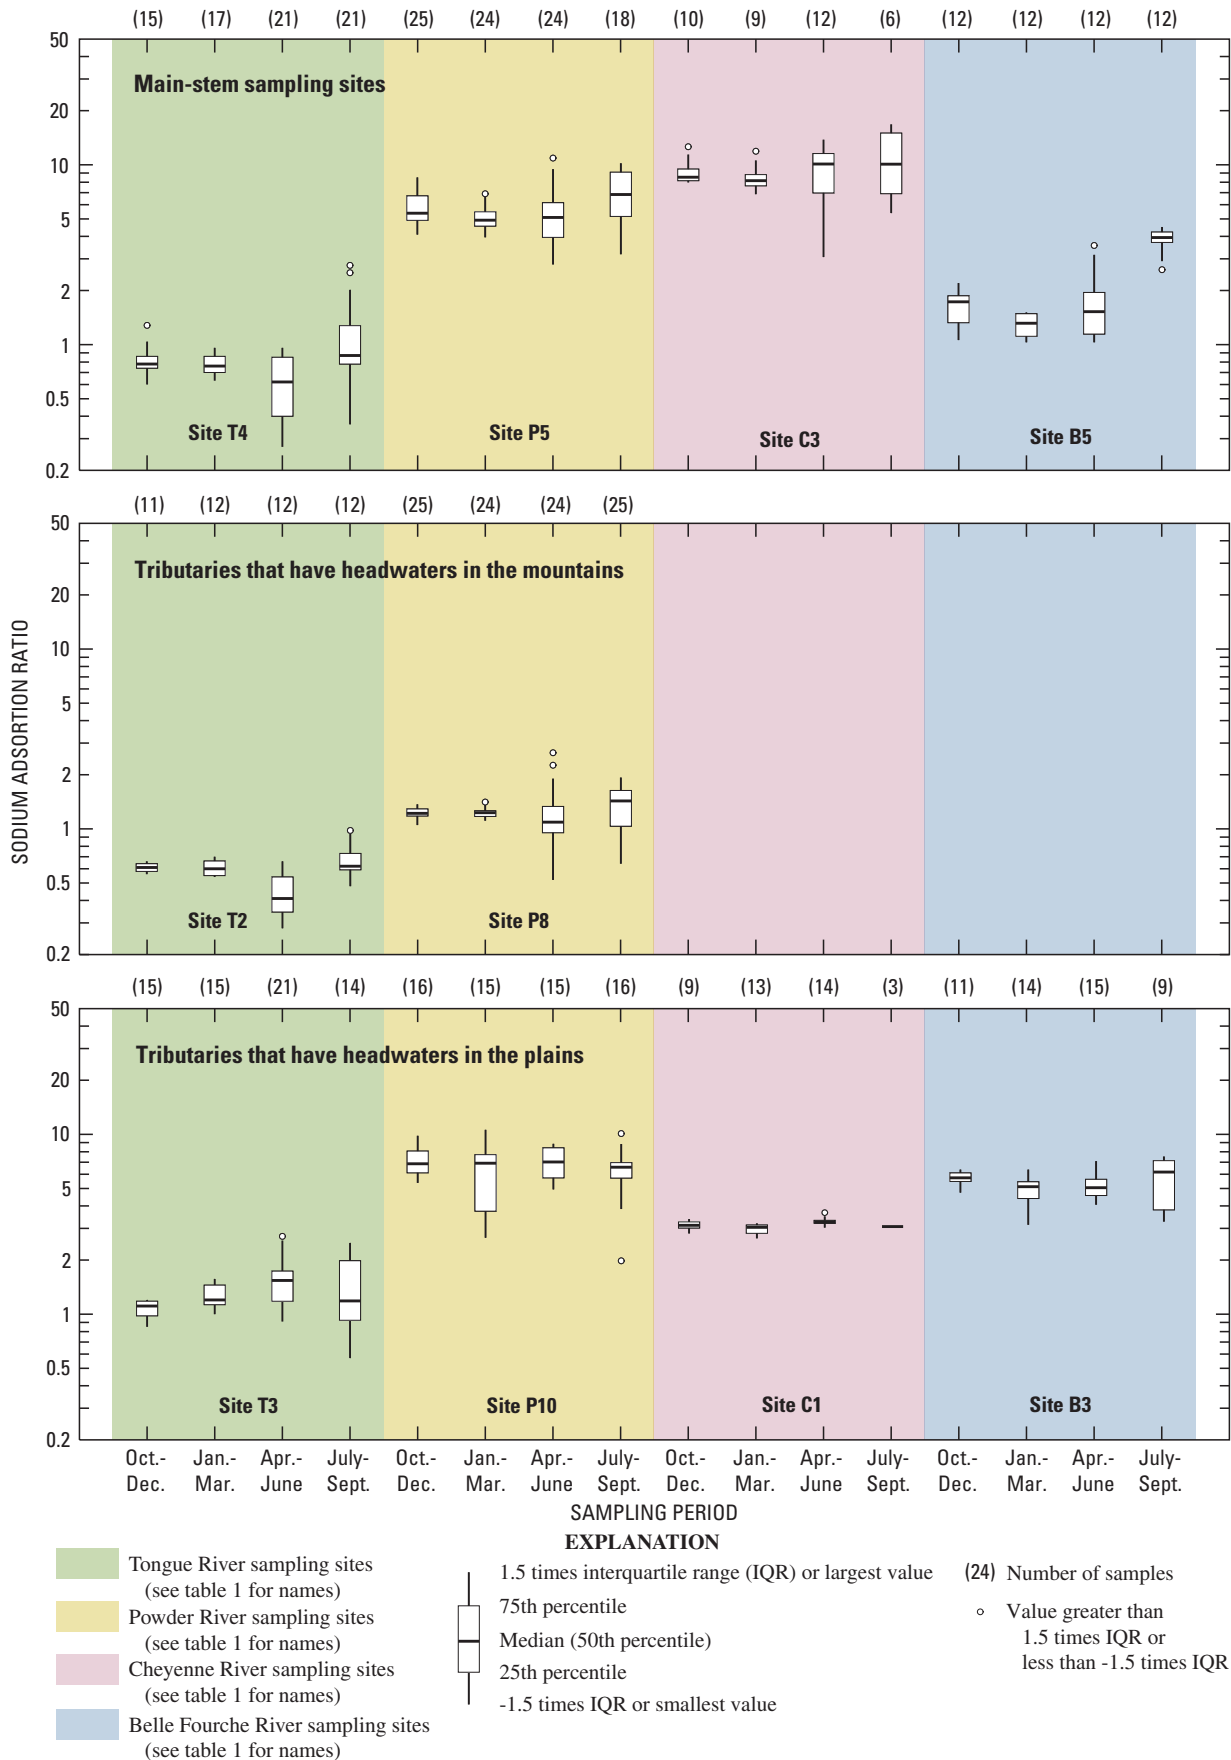 (15) (17) (21) (21) (25) (24) (24) (18) (10) (9) (12) (6) (12) (12) (12) (12)
50
20
10
5
2
1
0.5
0.2
Main-stem sampling sites
Site T4 Site P5 Site C3 Site B5
(11) (12) (12) (12) (25) (24) (24) (25)
50
20
10
5
2
1
0.5
0.2
Tributaries that have headwaters in the mountains
Site T2 Site P8
SODIUM ADSORTION RATIO
(15) (15) (21) (14) (16) (15) (15) (16) (9) (13) (14) (3) (11) (14) (15) (9)
50
20
10
5
2
1
0.5
0.2
Tributaries that have headwaters in the plains
Site T3 Site P10 Site C1 Site B3
Oct.- Jan.- Apr.- July- Oct.- Jan.- Apr.- July- Oct.- Jan.- Apr.- July- Oct.- Jan.- Apr.- July-
Dec. Mar. June Sept. Dec. Mar. June Sept. Dec. Mar. June Sept. Dec. Mar. June Sept.
SAMPLING PERIOD
EXPLANATION
Tongue River sampling sites
(see table 1 for names)
Powder River sampling sites
(see table 1 for names)
Cheyenne River sampling sites
(see table 1 for names)
Belle Fourche River sampling sites
(see table 1 for names)
1.5 times interquartile range (IQR) or largest value
75th percentile
Median (50th percentile)
25th percentile
-1.5 times IQR or smallest value
(24) Number of samples
Value greater than
1.5 times IQR or
less than -1.5 times IQR